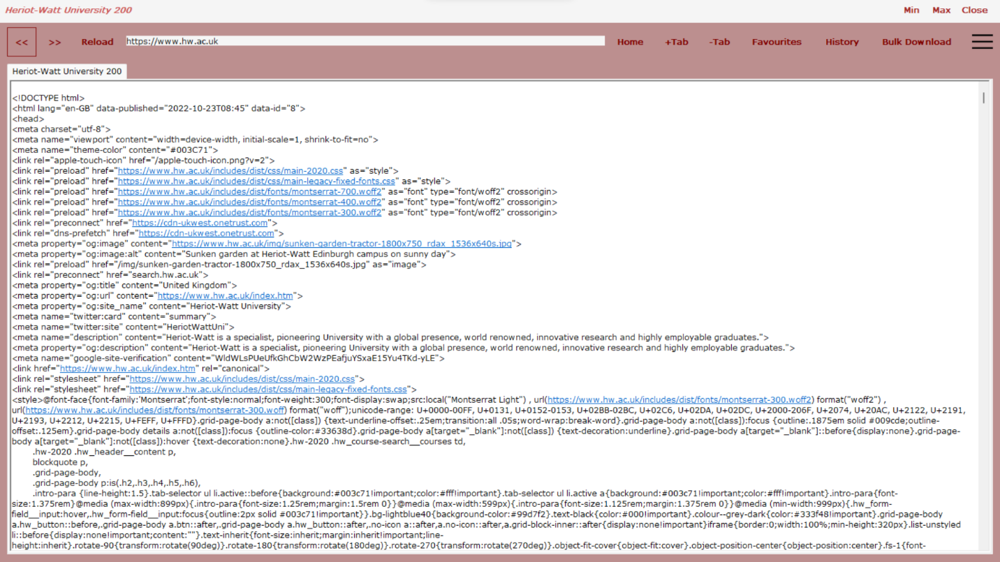 Heriot-Watt University 200
Min Max Close
<< >> Reload https://www.hw.ac.uk Home +Tab -Tab Favourites History Bulk Download
Heriot-Watt University 200
<!DOCTYPE html>
<html lang="en-GB" data-published="2022-10-23T08:45" data-id="8">
<head>
<meta charset="utf-8">
<meta name="viewport" content="width=device-width, initial-scale=1, shrink-to-fit=no">
<meta name="theme-color" content="#003C71">
<link rel="apple-touch-icon" href="/apple-touch-icon.png?v=2">
<link rel="preload" href="https://www.hw.ac.uk/includes/dist/css/main-2020.css" as="style">
<link rel="preload" href="https://www.hw.ac.uk/includes/dist/css/main-legacy-fixed-fonts.css" as="style">
<link rel="preload" href="https://www.hw.ac.uk/includes/dist/fonts/montserrat-700.woff2" as="font" type="font/woff2" crossorigin>
<link rel="preload" href="https://www.hw.ac.uk/includes/dist/fonts/montserrat-400.woff2" as="font" type="font/woff2" crossorigin>
<link rel="preload" href="https://www.hw.ac.uk/includes/dist/fonts/montserrat-300.woff2" as="font" type="font/woff2" crossorigin>
<link rel="preconnect" href="https://cdn-ukwest.onetrust.com">
<link rel="dns-prefetch" href="https://cdn-ukwest.onetrust.com">
<meta property="og:image" content="https://www.hw.ac.uk/img/sunken-garden-tractor-1800x750_rdax_1536x640s.jpg">
<meta property="og:image:alt" content="Sunken garden at Heriot-Watt Edinburgh campus on sunny day">
<link rel="preload" href="/img/sunken-garden-tractor-1800x750_rdax_1536x640s.jpg" as="image">
<link rel="preconnect" href="search.hw.ac.uk">
<meta property="og:title" content="United Kingdom">
<meta property="og:url" content="https://www.hw.ac.uk/index.htm">
<meta property="og:site_name" content="Heriot-Watt University">
<meta name="twitter:card" content="summary">
<meta name="twitter:site" content="HeriotWattUni">
<meta name="description" content="Heriot-Watt is a specialist, pioneering University with a global presence, world renowned, innovative research and highly employable graduates.">
<meta property="og:description" content="Heriot-Watt is a specialist, pioneering University with a global presence, world renowned, innovative research and highly employable graduates.">
<meta name="google-site-verification" content="WldWLsPUeUfkGhCbW2WzPEafjuYSxaE15Yu4TKd-yLE">
<link href="https://www.hw.ac.uk/index.htm" rel="canonical">
<link rel="stylesheet" href="https://www.hw.ac.uk/includes/dist/css/main-2020.css">
<link rel="stylesheet" href="https://www.hw.ac.uk/includes/dist/css/main-legacy-fixed-fonts.css">
<style>@font-face{font-family:'Montserrat';font-style:normal;font-weight:300;font-display:swap;src:local("Montserrat Light") , url(https://www.hw.ac.uk/includes/dist/fonts/montserrat-300.woff2) format("woff2") ,
url(https://www.hw.ac.uk/includes/dist/fonts/montserrat-300.woff) format("woff");unicode-range: U+0000-00FF, U+0131, U+0152-0153, U+02BB-02BC, U+02C6, U+02DA, U+02DC, U+2000-206F, U+2074, U+20AC, U+2122, U+2191,
U+2193, U+2212, U+2215, U+FEFF, U+FFFD}.grid-page-body a:not([class]) {text-underline-offset:.25em;transition:all .05s;word-wrap:break-word}.grid-page-body a:not([class]):focus {outline:.1875em solid #009cde;outline-
offset:.125em}.grid-page-body details a:not([class]):focus {outline-color:#33638d}.grid-page-body a[target="_blank"]:not([class]) {text-decoration:underline}.grid-page-body a[target="_blank"]::before{display:none}.grid-page-
body a[target="_blank"]:not([class]):hover {text-decoration:none}.hw-2020 .hw_course-search__courses td,
.hw-2020 .hw_header__content p,
blockquote p,
.grid-page-body,
.grid-page-body p:is(.h2,.h3,.h4,.h5,.h6),
.intro-para {line-height:1.5}.tab-selector ul li.active::before{background:#003c71!important;color:#fff!important}.tab-selector ul li.active a{background:#003c71!important;color:#fff!important}.intro-para{font-
size:1.375rem}@media (max-width:899px){.intro-para{font-size:1.25rem;margin:1.5rem 0}}@media (max-width:599px){.intro-para{font-size:1.125rem;margin:1.375rem 0}}@media (min-width:999px){.hw_form-
field__input:hover,.hw_form-field__input:focus{outline:2px solid #003c71!important}}.bg-lightblue40{background-color:#99d7f2}.text-black{color:#000!important}.colour--grey-dark{color:#333f48!important}.grid-page-body
a.hw_button::before,.grid-page-body a.btn::after,.grid-page-body a.hw_button::after,.no-icon a::after,a.no-icon::after,a.grid-block-inner::after{display:none!important}iframe{border:0;width:100%;min-height:320px}.list-unstyled
li::before{display:none!important;content:""}.text-inherit{font-size:inherit;margin:inherit!important;line-
height:inherit}.rotate-90{transform:rotate(90deg)}.rotate-180{transform:rotate(180deg)}.rotate-270{transform:rotate(270deg)}.object-fit-cover{object-fit:cover}.object-position-center{object-position:center}.fs-1{font-